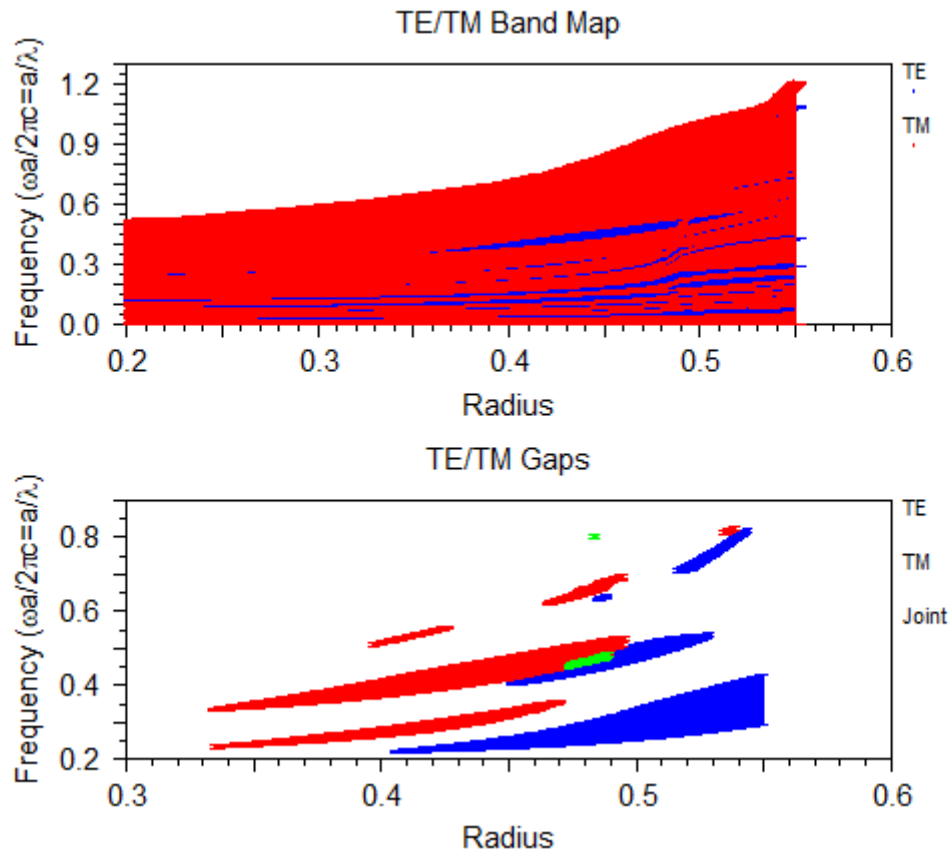 TE/TM Band Map
Frequency (ωa/2πc=a/λ)
1.2
0.9
0.6
0.3
0.0
0.2
0.3
0.4
0.5
0.6
Radius
TE
TM
TE/TM Gaps
Frequency (ωa/2πc=a/λ)
0.8
0.6
0.4
0.2
0.3
0.4
0.5
0.6
Radius
TE
TM
Joint